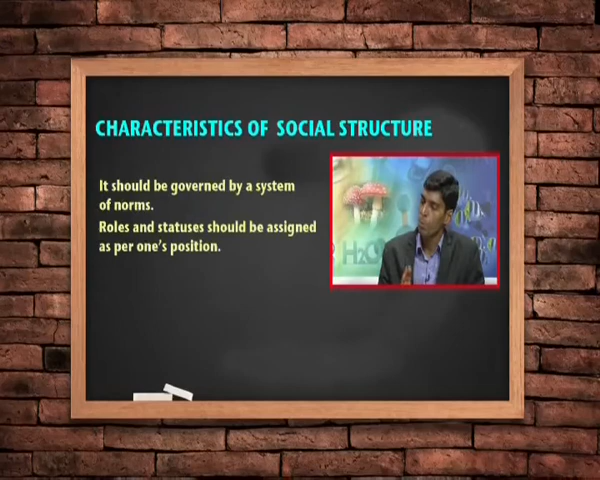 CHARACTERISTICS OF SOCIAL STRUCTURE
It should be governed by a system
of norms.
Roles and statuses should be assigned
as per one's position.
H2O